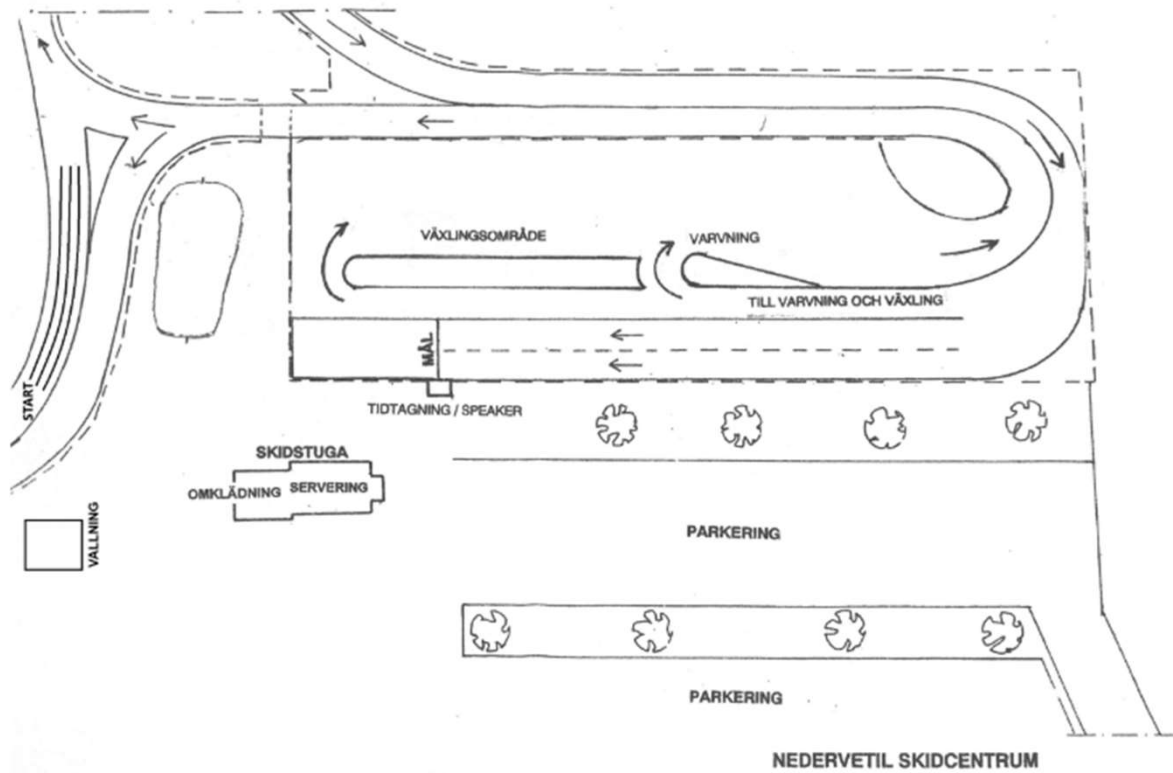 VÄXLINGSOMRÅDE
VARVNING
TILL VARVNING OCH VÄXLING
MÅL
START
TIDTAGNING / SPEAKER
SKIDSTUGA
OMKLÄDNING
SERVERING
VALLNING
PARKERING
PARKERING
NEDERVETIL SKIDCENTRUM